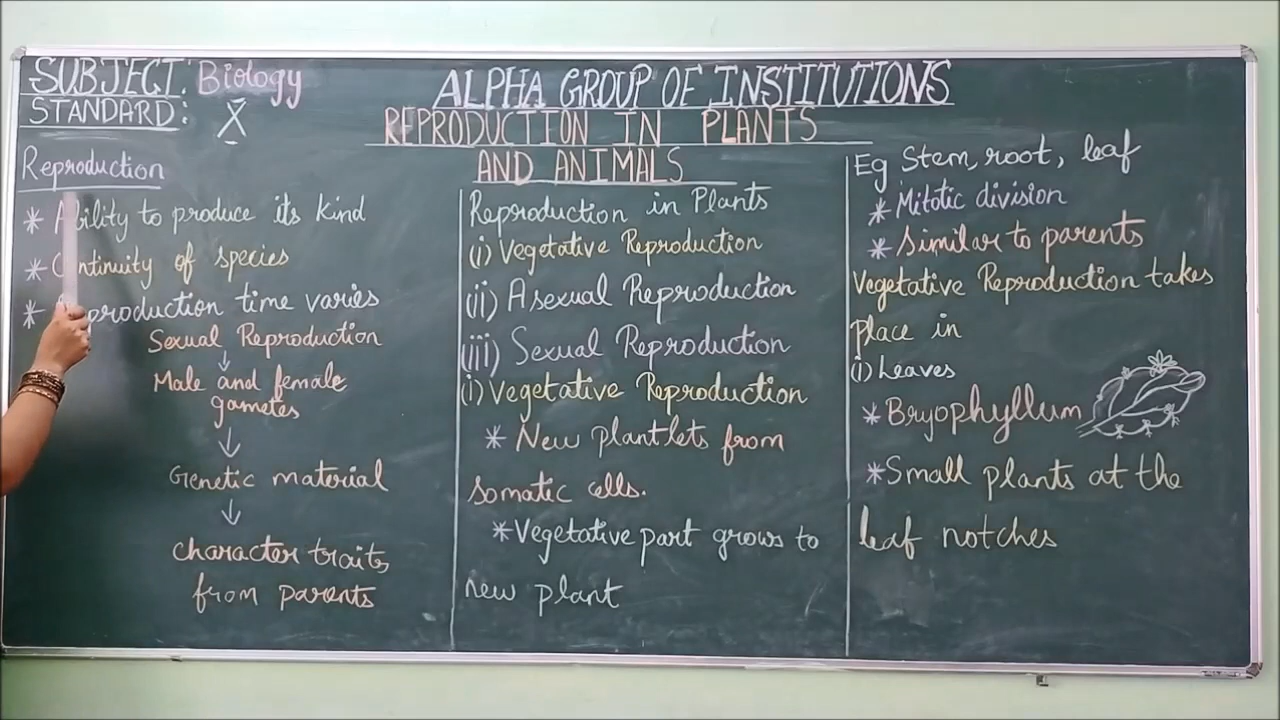 SUBJECT: Biology
STANDARD: X
ALPHA GROUP OF INSTITUTIONS
REPRODUCTION IN PLANTS
AND ANIMALS
Reproduction
* Ability to produce its kind
* Continuity of species
* Reproduction time varies
Sexual Reproduction
↓
Male and female
gametes
↓
Genetic material
↓
character traits
from parents
Reproduction in Plants
(i) Vegetative Reproduction
(ii) Asexual Reproduction
(iii) Sexual Reproduction
(i) Vegetative Reproduction
* New plantlets from
somatic cells.
* Vegetative part grows to
new plant
Eg Stem, root, leaf
* Mitotic division
* Similar to parents
Vegetative Reproduction takes
place in
(i) Leaves
* Bryophyllum
* Small plants at the
leaf notches